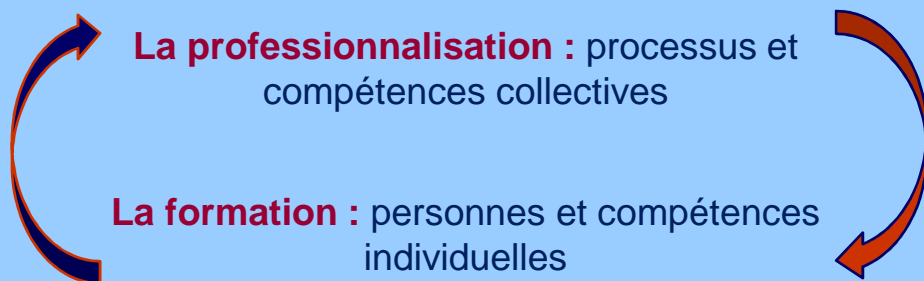 La professionnalisation : processus et
compétences collectives
La formation : personnes et compétences
individuelles